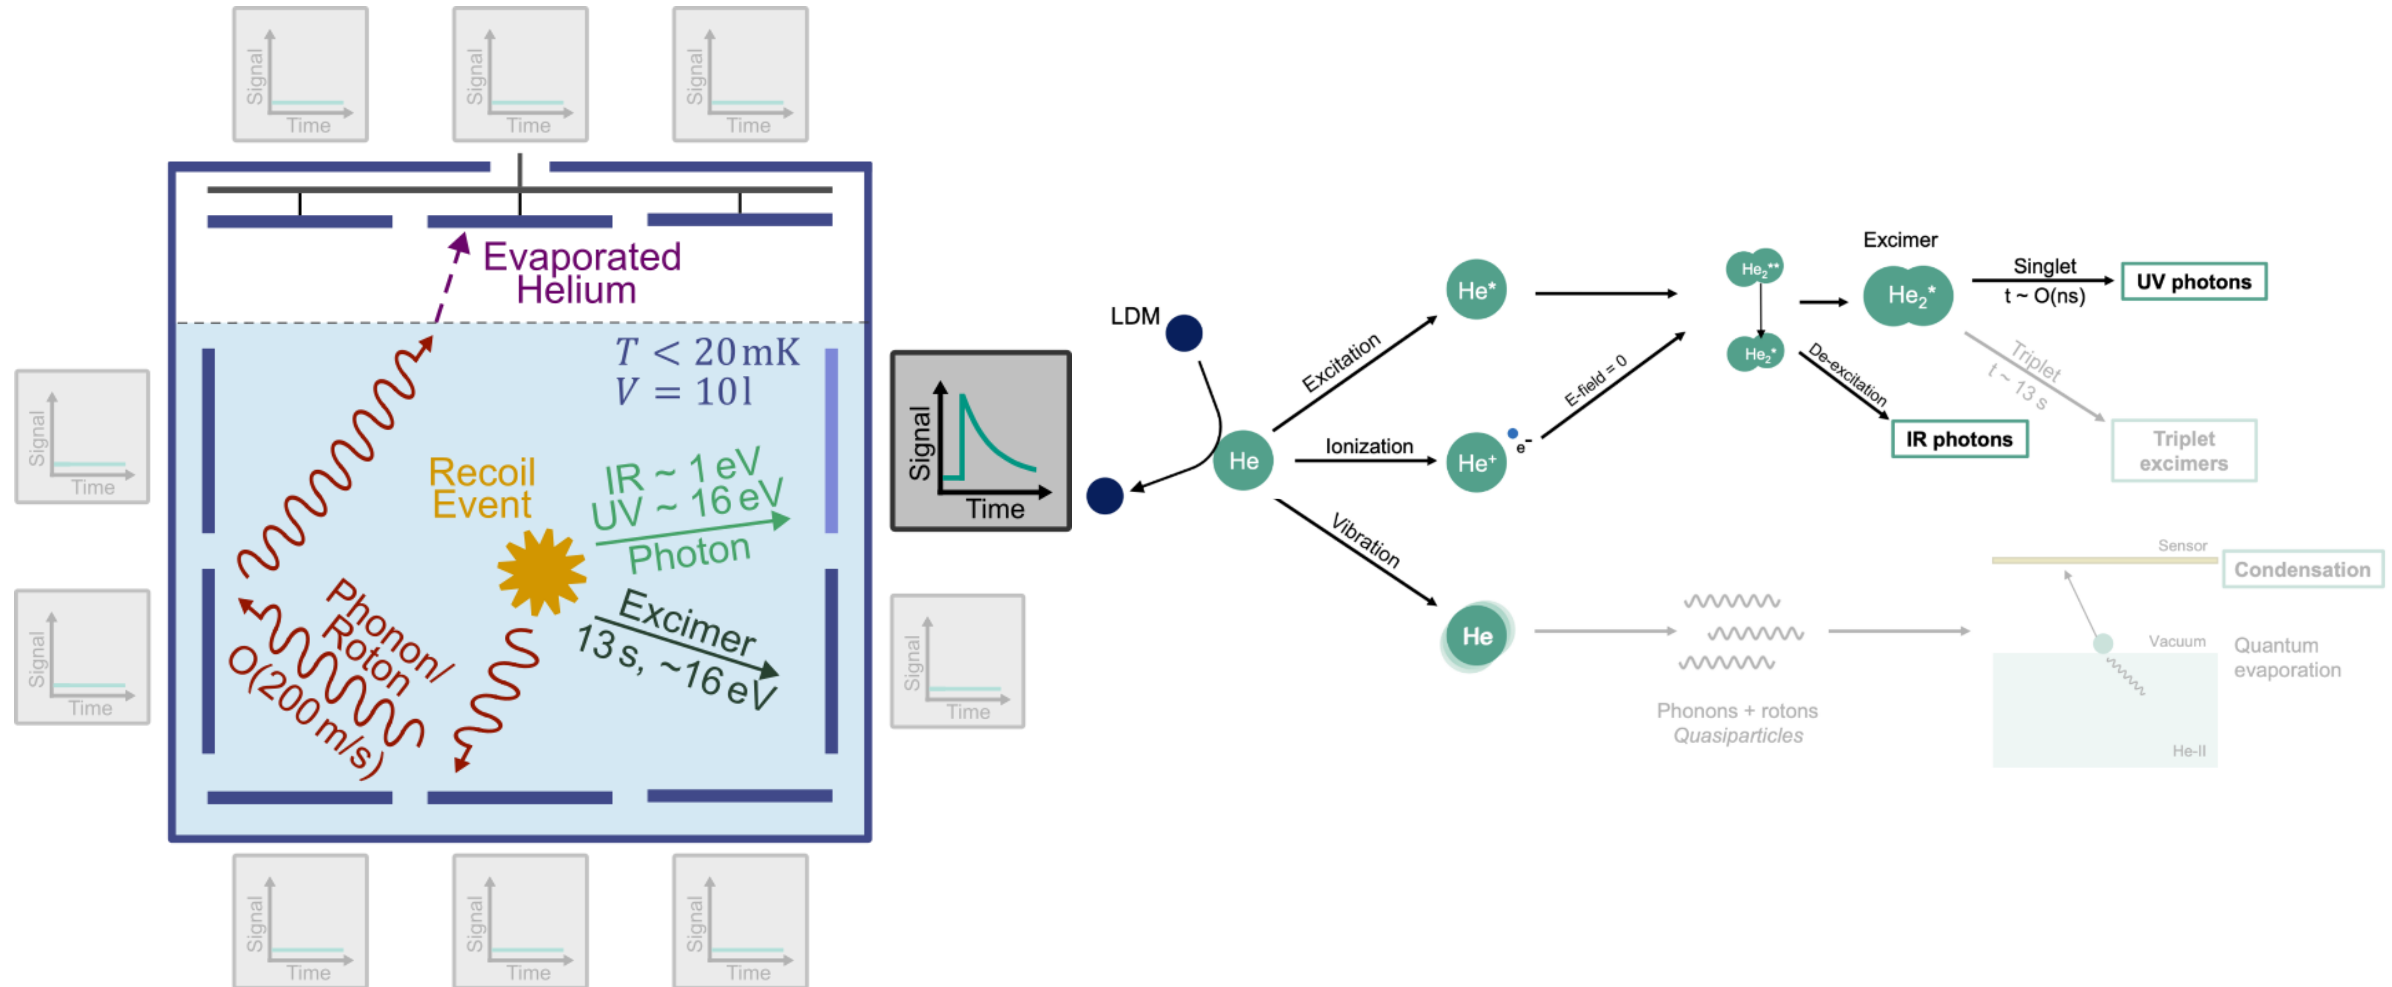 Signal
Time
Signal
Time
Signal
Time
Evaporated
Helium
T < 20 mK
V = 10 l
Signal
Time
Signal
Time
Recoil
Event
IR ~ 1 eV
UV ~ 16 eV
Photon
Excimer
13 s, ~16 eV
Phonon/
Roton
O(200 m/s)
Signal
Time
Signal
Time
Signal
Time
Signal
Time
Signal
Time
LDM
He
Excitation
He*
Ionization
He⁺
e⁻
E-field = 0
Vibration
He
He₂**
He₂*
Excimer
He₂*
Singlet
t ~ O(ns)
UV photons
De-excitation
IR photons
Triplet
t ~ 13 s
Triplet
excimers
Phonons + rotons
Quasiparticles
Sensor
Condensation
Vacuum
Quantum
evaporation
He-II